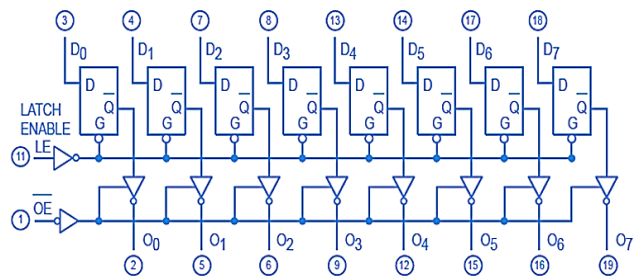 3 4 7 8 13 14 17 18
D0 D1 D2 D3 D4 D5 D6 D7
D D D D D D D D
Q̅ Q̅ Q̅ Q̅ Q̅ Q̅ Q̅ Q̅
G G G G G G G G
LATCH
ENABLE
11 LE
1 O̅E̅
O0 O1 O2 O3 O4 O5 O6 O7
2 5 6 9 12 15 16 19